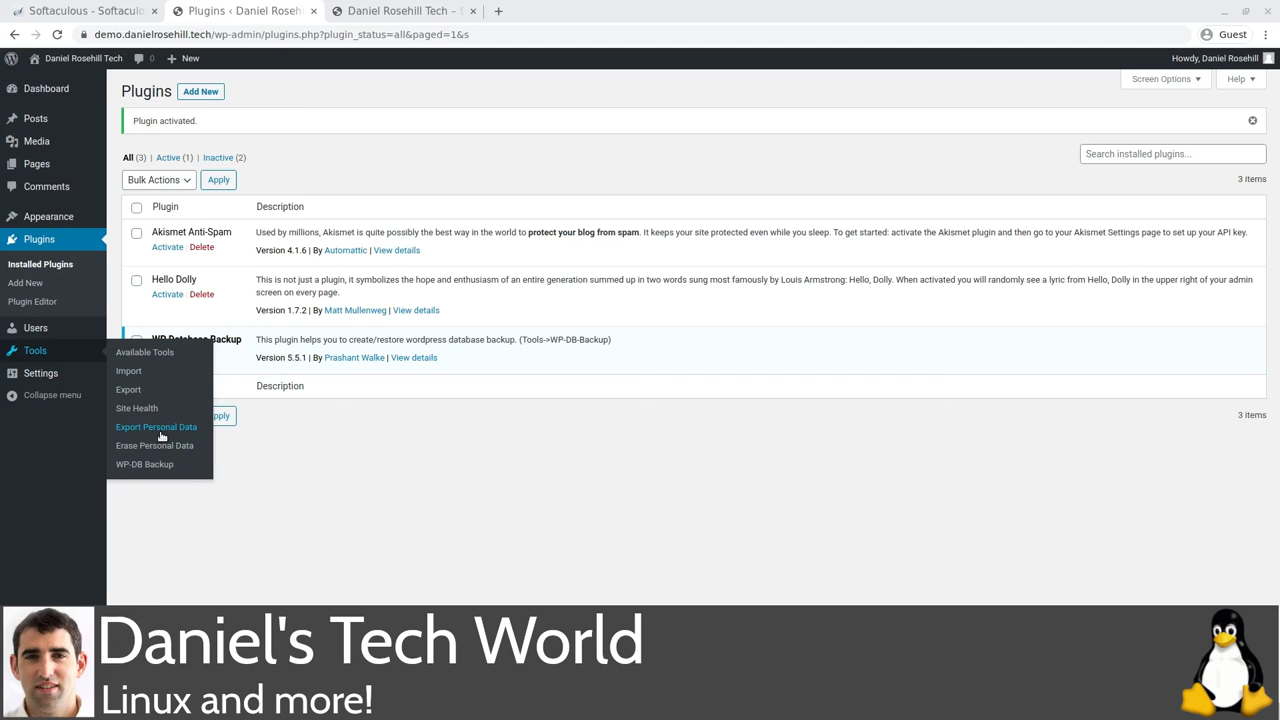 Softaculous - Softacul
Plugins ‹ Daniel Roseh
Daniel Rosehill Tech –
demo.danielrosehill.tech/wp-admin/plugins.php?plugin_status=all&paged=1&s
Guest
Daniel Rosehill Tech
0
New
Howdy, Daniel Rosehill
Dashboard
Posts
Media
Pages
Comments
Appearance
Plugins
Installed Plugins
Add New
Plugin Editor
Users
Tools
Settings
Collapse menu
Available Tools
Import
Export
Site Health
Export Personal Data
Erase Personal Data
WP-DB Backup
Screen Options
Help
Plugins
Add New
Plugin activated.
All (3) | Active (1) | Inactive (2)
Search installed plugins...
Bulk Actions
Apply
3 items
Plugin
Description
Akismet Anti-Spam
Activate | Delete
Used by millions, Akismet is quite possibly the best way in the world to protect your blog from spam. It keeps your site protected even while you sleep. To get started: activate the Akismet plugin and then go to your Akismet Settings page to set up your API key.
Version 4.1.6 | By Automattic | View details
Hello Dolly
Activate | Delete
This is not just a plugin, it symbolizes the hope and enthusiasm of an entire generation summed up in two words sung most famously by Louis Armstrong: Hello, Dolly. When activated you will randomly see a lyric from Hello, Dolly in the upper right of your admin
screen on every page.
Version 1.7.2 | By Matt Mullenweg | View details
WP Database Backup
This plugin helps you to create/restore wordpress database backup. (Tools->WP-DB-Backup)
Version 5.5.1 | By Prashant Walke | View details
Description
pply
3 items
Daniel's Tech World
Linux and more!